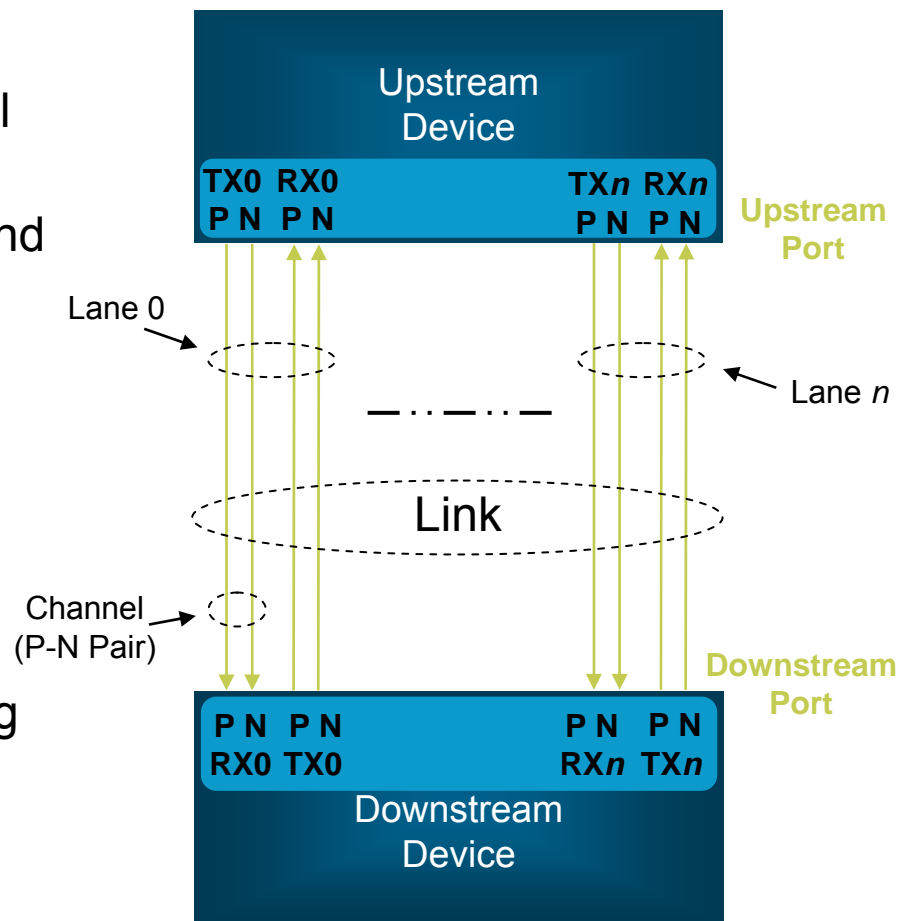 Upstream
Device
TX0 RX0
P N P N
TXn RXn
P N P N
Upstream
Port
nd
Lane 0
Lane n
Link
Channel
(P-N Pair)
Downstream
Port
g
P N P N
RX0 TX0
P N P N
RXn TXn
Downstream
Device